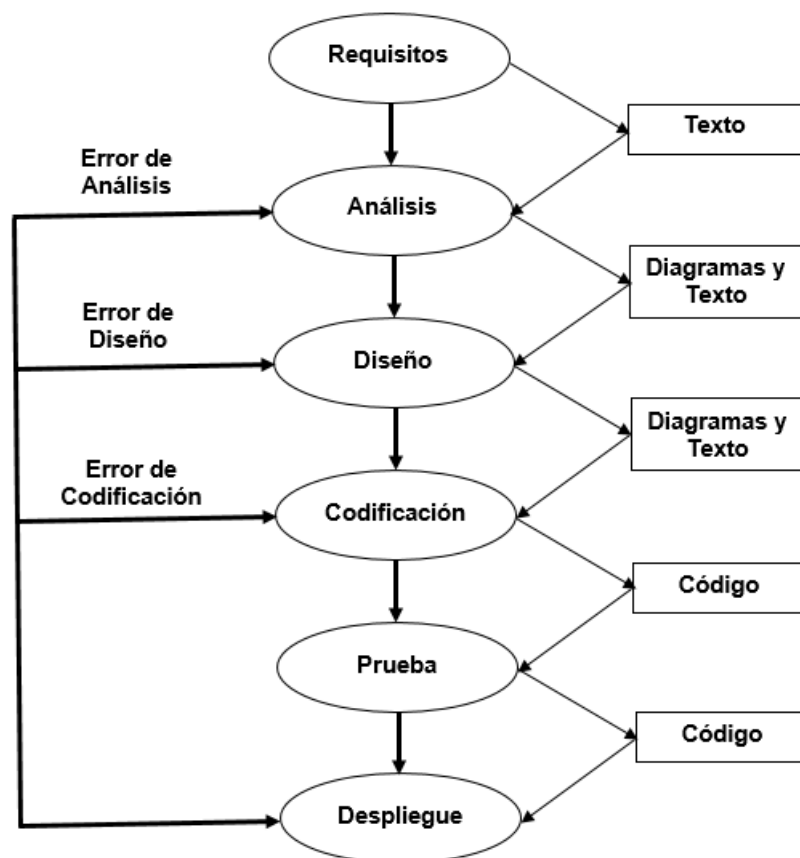 Requisitos
Texto
Error de
Análisis
Análisis
Diagramas y
Texto
Error de
Diseño
Diseño
Diagramas y
Texto
Error de
Codificación
Codificación
Código
Prueba
Código
Despliegue